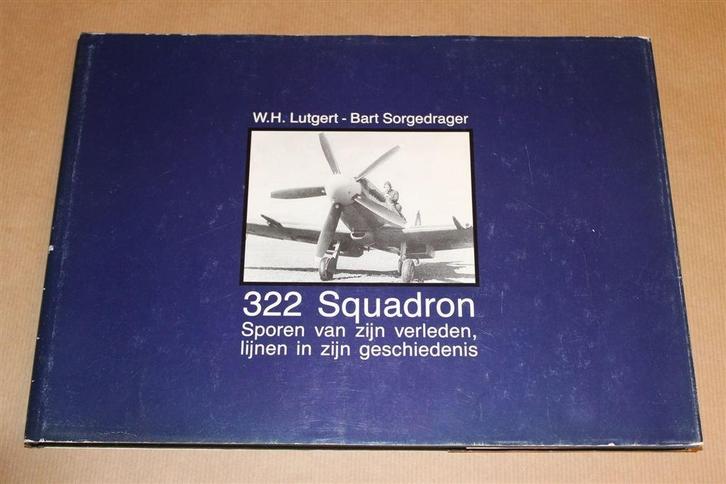 W.H. Lutgert - Bart Sorgedrager
322 Squadron
Sporen van zijn verleden,
lijnen in zijn geschiedenis